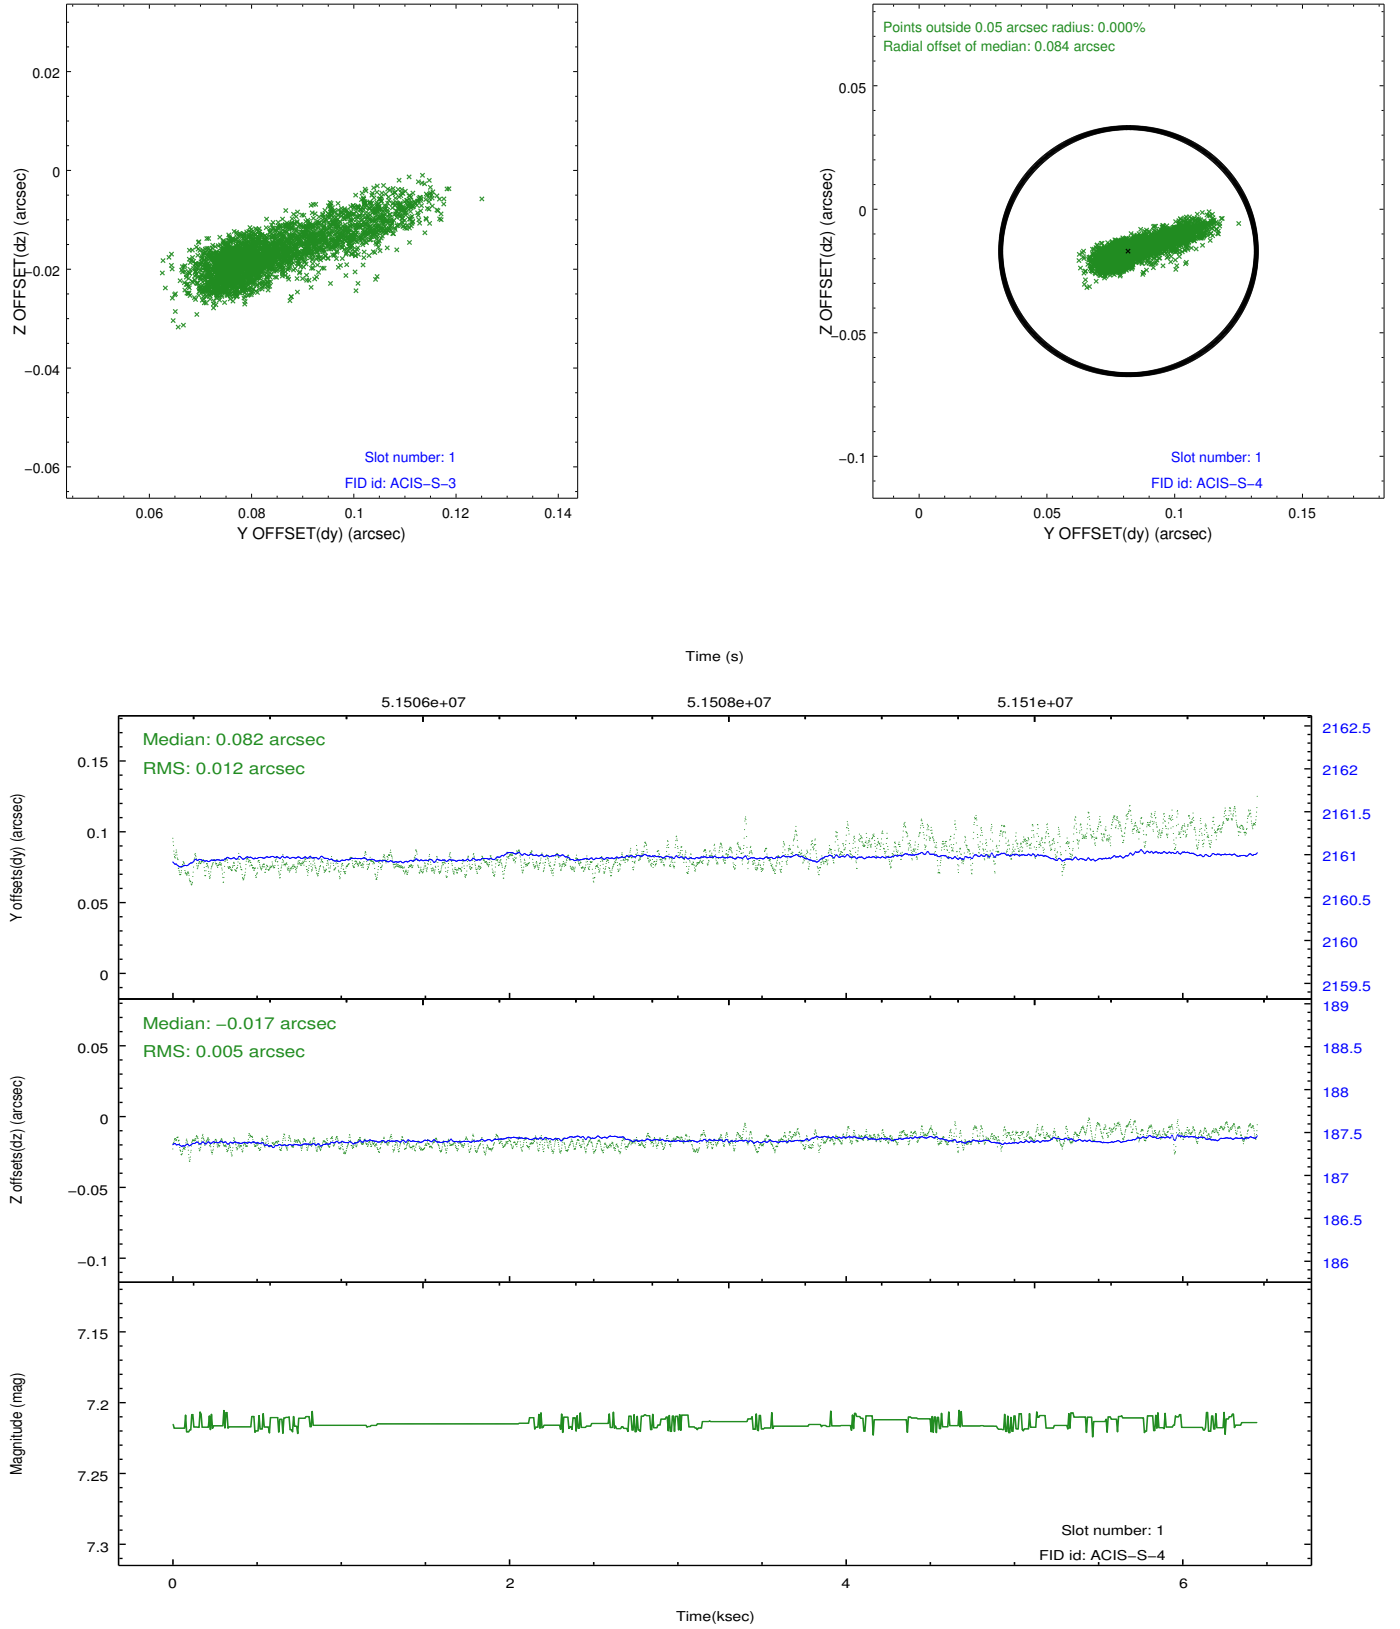 0.02
0
−0.02
−0.04
−0.06
Z OFFSET(dz) (arcsec)
0.06
0.08
0.1
0.12
0.14
Y OFFSET(dy) (arcsec)
Slot number: 1
FID id: ACIS−S−3
Points outside 0.05 arcsec radius: 0.000%
Radial offset of median: 0.084 arcsec
0.05
0
−0.05
−0.1
Z OFFSET(dz) (arcsec)
0
0.05
0.1
0.15
Y OFFSET(dy) (arcsec)
Slot number: 1
FID id: ACIS−S−4
Time (s)
5.1506e+07
5.1508e+07
5.151e+07
Median: 0.082 arcsec
RMS: 0.012 arcsec
0.15
0.1
0.05
0
Y offsets(dy) (arcsec)
2162.5
2162
2161.5
2161
2160.5
2160
2159.5
Median: −0.017 arcsec
RMS: 0.005 arcsec
0.05
0
−0.05
−0.1
Z offsets(dz) (arcsec)
189
188.5
188
187.5
187
186.5
186
7.15
7.2
7.25
7.3
Magnitude (mag)
Slot number: 1
FID id: ACIS−S−4
0
2
4
6
Time(ksec)